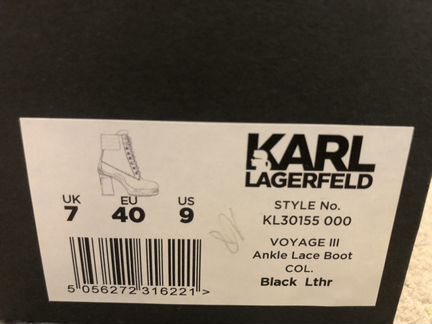 KARL
LAGERFELD
UK EU US
7 40 9
STYLE No.
KL30155 000
VOYAGE III
Ankle Lace Boot
COL.
Black Lthr
5 056272 316221 >